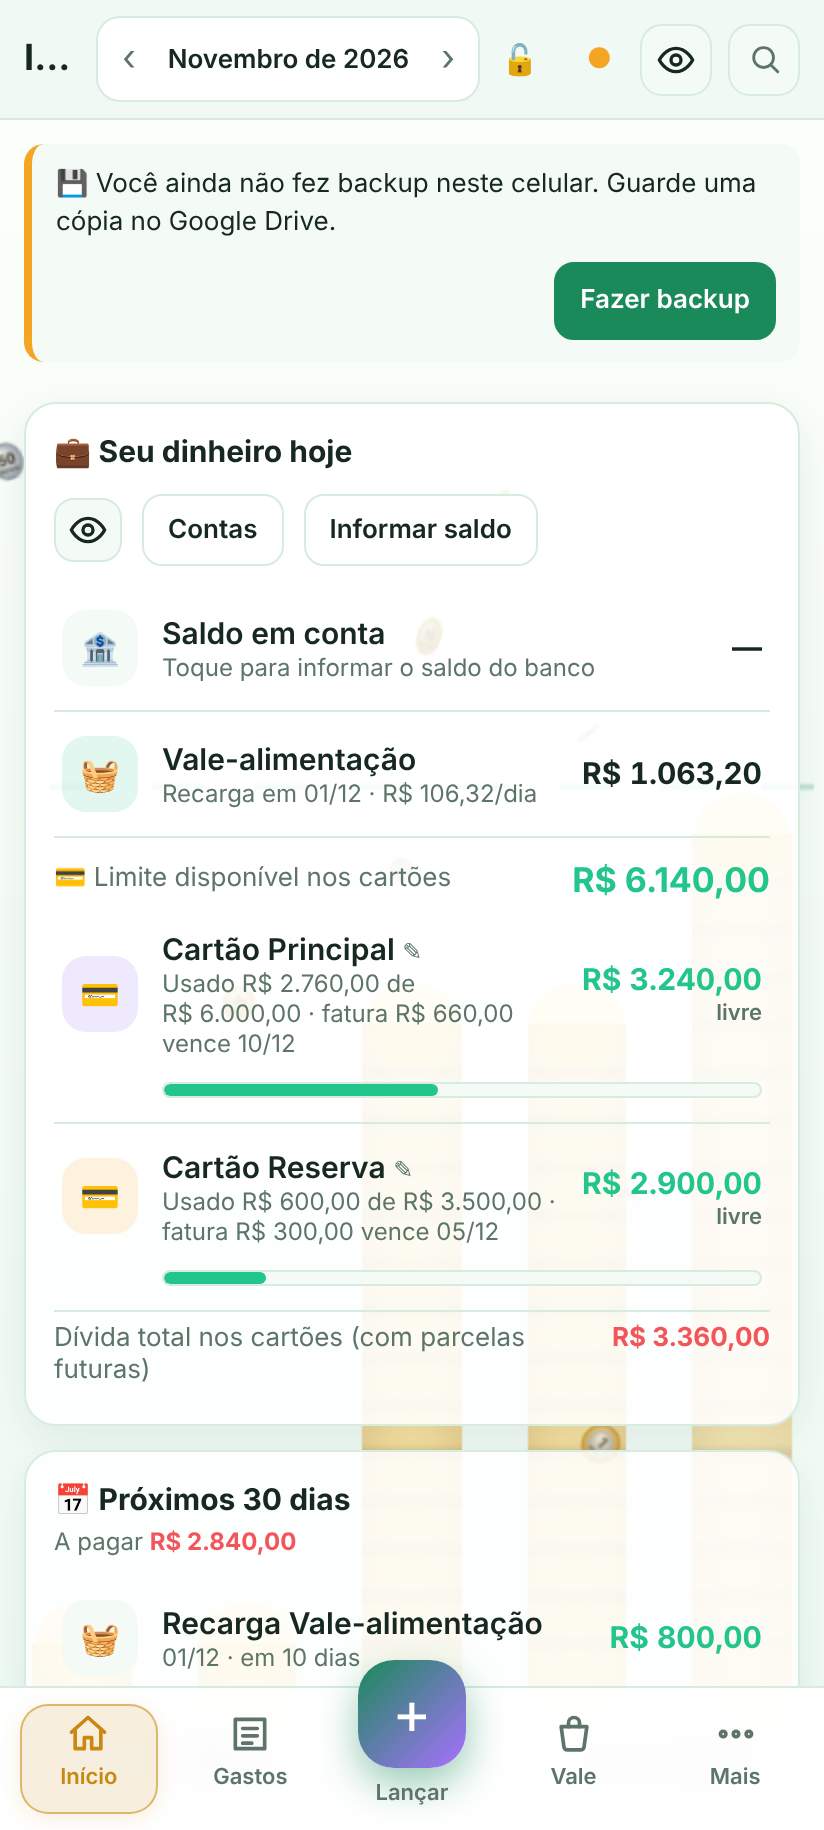 I...
Novembro de 2026
Você ainda não fez backup neste celular. Guarde uma
cópia no Google Drive.
Fazer backup
Seu dinheiro hoje
Contas
Informar saldo
Saldo em conta
Toque para informar o saldo do banco
—
Vale-alimentação
Recarga em 01/12 · R$ 106,32/dia
R$ 1.063,20
Limite disponível nos cartões
R$ 6.140,00
Cartão Principal ✎
Usado R$ 2.760,00 de
R$ 6.000,00 · fatura R$ 660,00
vence 10/12
R$ 3.240,00
livre
Cartão Reserva ✎
Usado R$ 600,00 de R$ 3.500,00 ·
fatura R$ 300,00 vence 05/12
R$ 2.900,00
livre
Dívida total nos cartões (com parcelas
futuras)
R$ 3.360,00
Próximos 30 dias
A pagar R$ 2.840,00
Recarga Vale-alimentação
01/12 · em 10 dias
R$ 800,00
Início
Gastos
+
Lançar
Vale
Mais